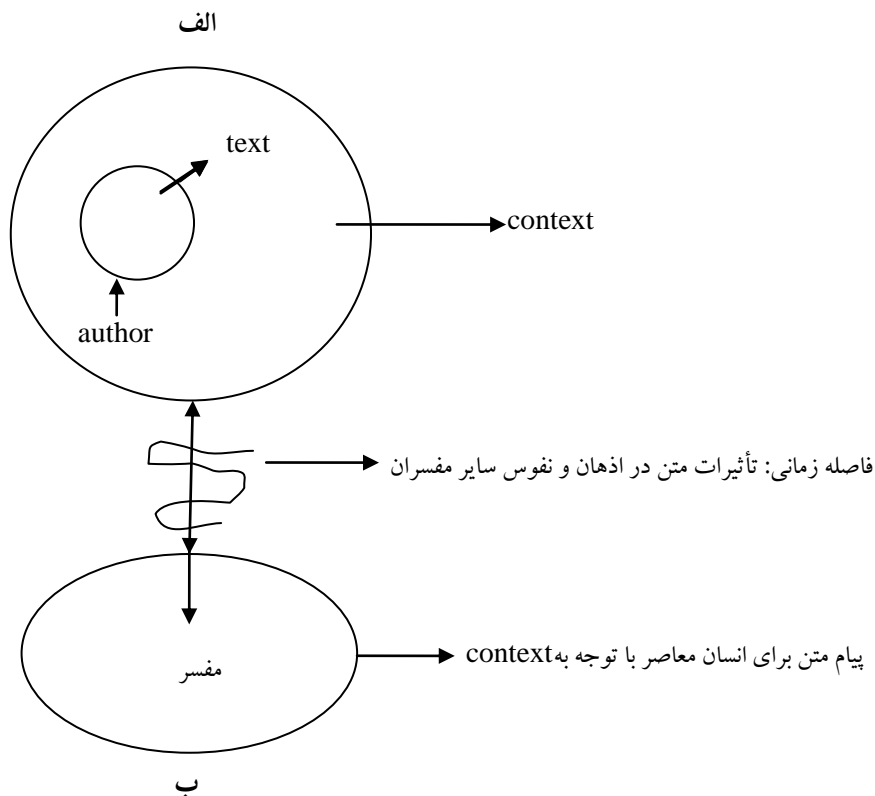 الف
text
context
author
فاصله زمانی: تأثیرات متن در اذهان و نفوس سایر مفسران
پیام متن برای انسان معاصر با توجه به context
مفسر
ب